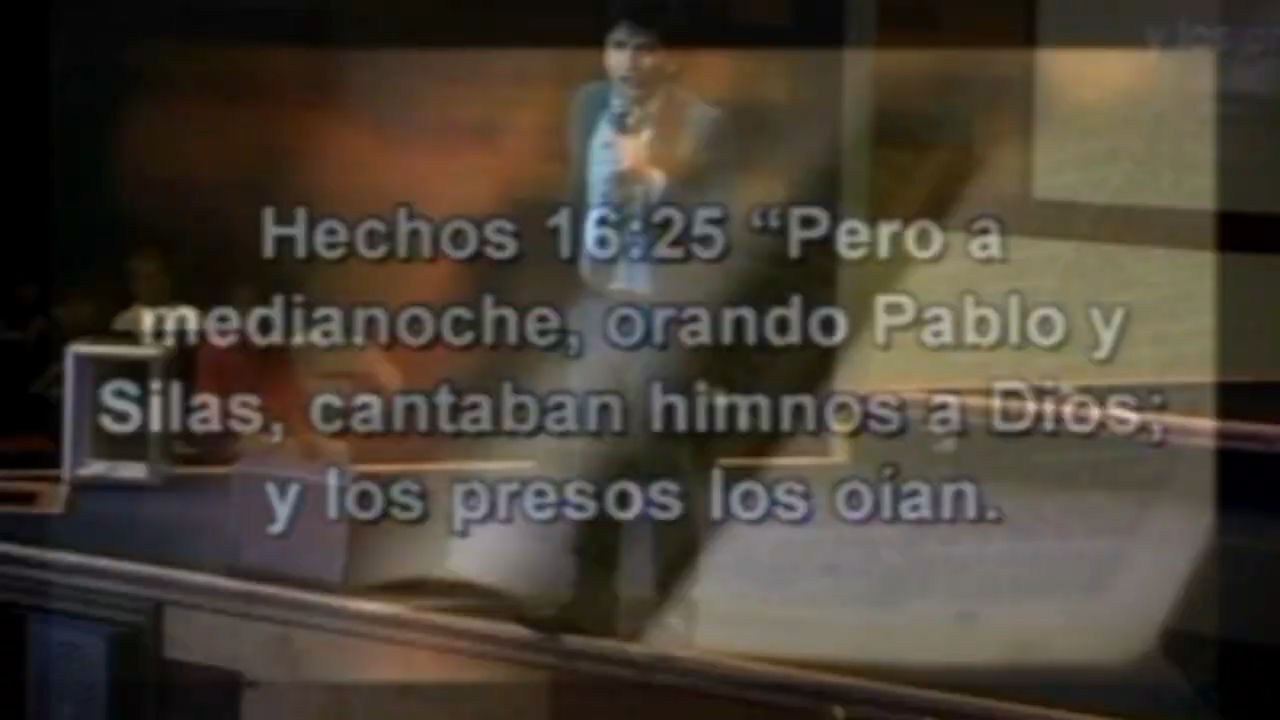 Hechos 16:25 “Pero a
medianoche, orando Pablo y
Silas, cantaban himnos a Dios;
y los presos los oían.